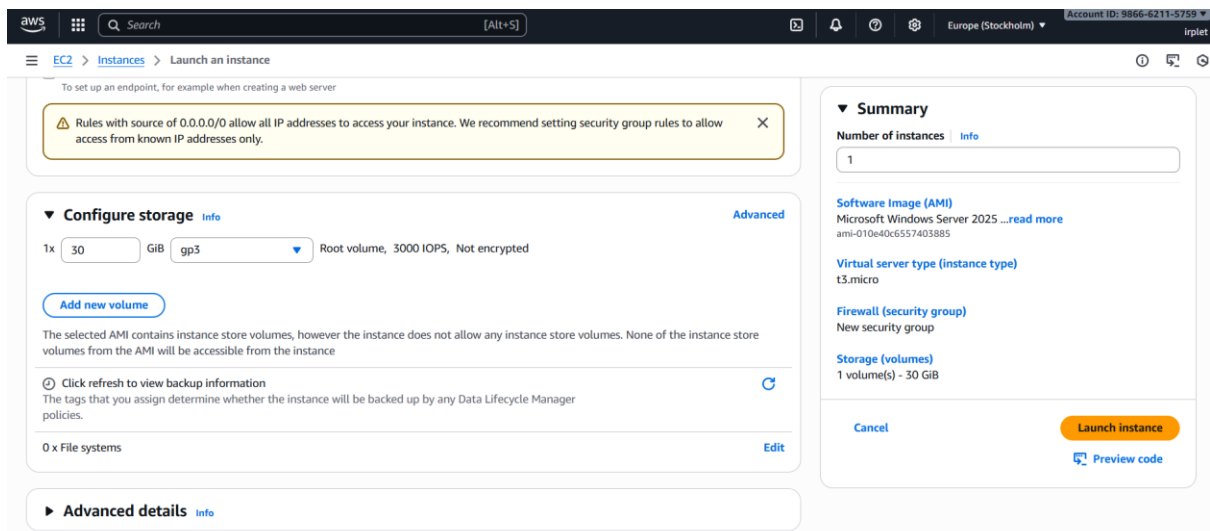 aws
Search
[Alt+S]
Europe (Stockholm) ▼
Account ID: 9866-6211-5759 ▼
irplet
EC2 > Instances > Launch an instance
To set up an endpoint, for example when creating a web server
Rules with source of 0.0.0.0/0 allow all IP addresses to access your instance. We recommend setting security group rules to allow
access from known IP addresses only.
▼ Configure storage Info
Advanced
1x 30 GiB gp3 ▼ Root volume, 3000 IOPS, Not encrypted
Add new volume
The selected AMI contains instance store volumes, however the instance does not allow any instance store volumes. None of the instance store
volumes from the AMI will be accessible from the instance
Click refresh to view backup information
The tags that you assign determine whether the instance will be backed up by any Data Lifecycle Manager
policies.
0 x File systems
Edit
▶ Advanced details Info
▼ Summary
Number of instances Info
1
Software Image (AMI)
Microsoft Windows Server 2025 ...read more
ami-010e40c6557403885
Virtual server type (instance type)
t3.micro
Firewall (security group)
New security group
Storage (volumes)
1 volume(s) - 30 GiB
Cancel
Launch instance
Preview code